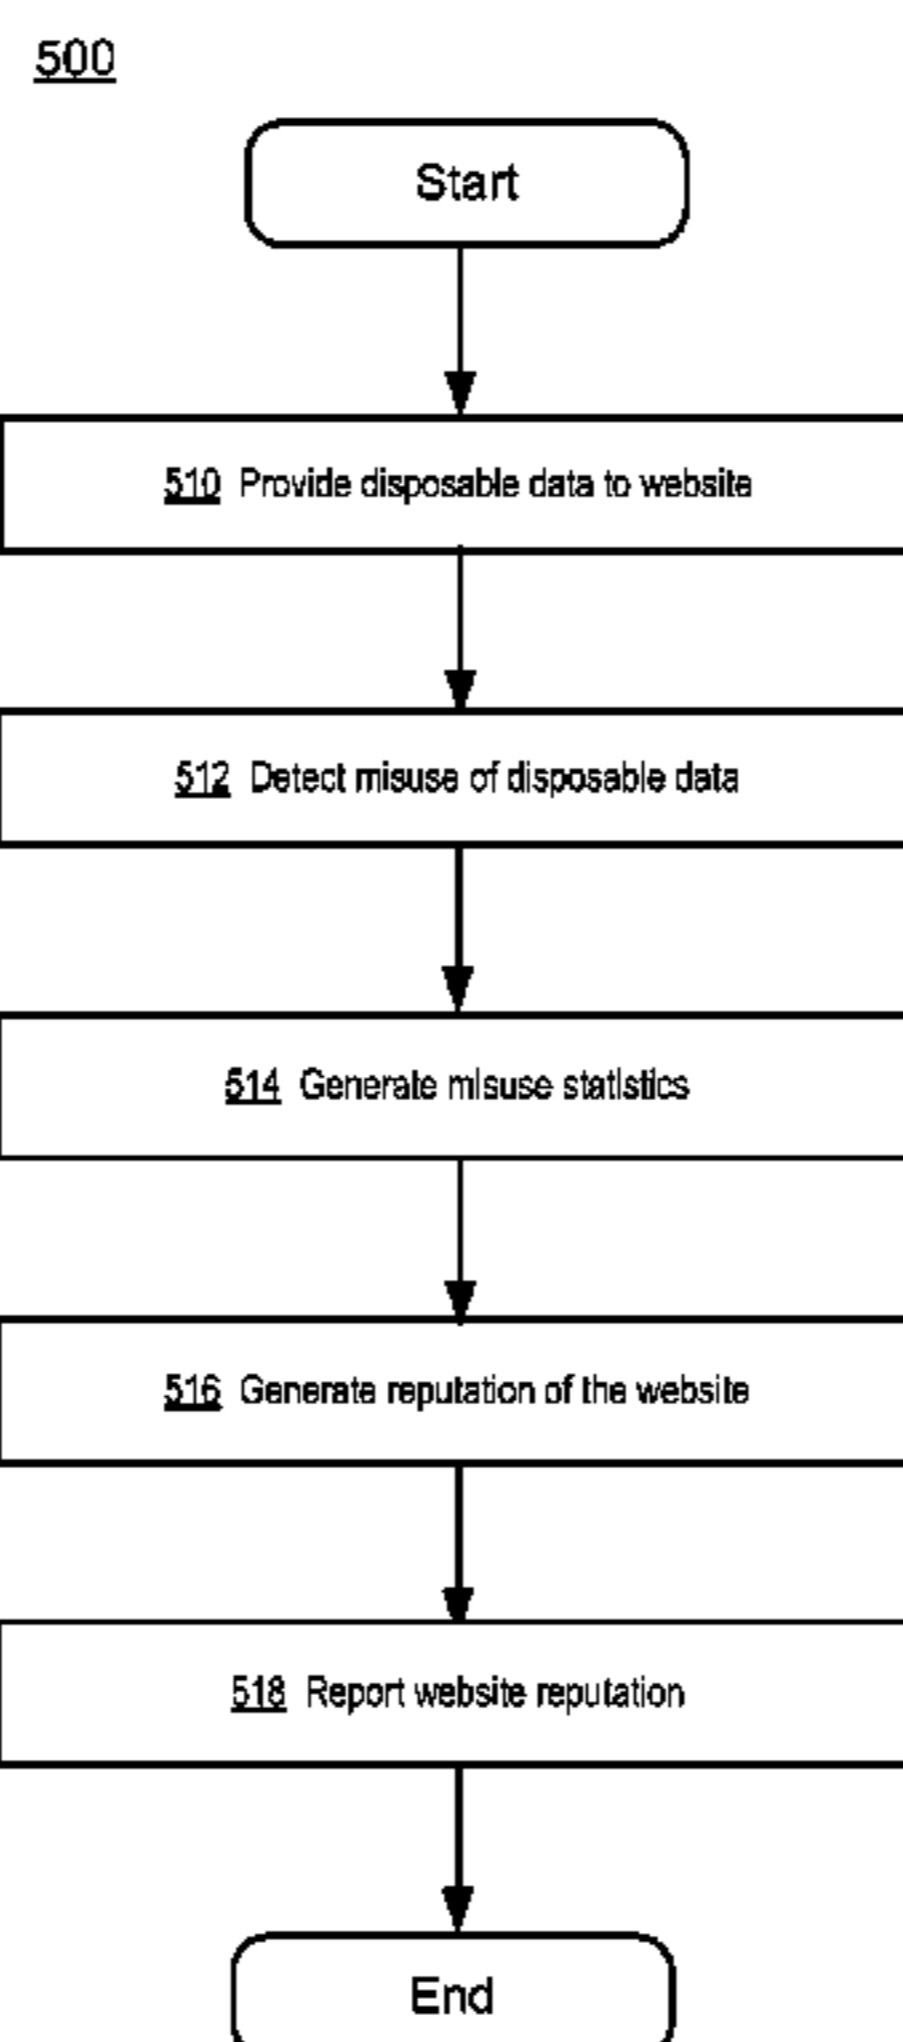 500
Start
510 Provide disposable data to website
512 Detect misuse of disposable data
514 Generate misuse statistics
516 Generate reputation of the website
518 Report website reputation
End